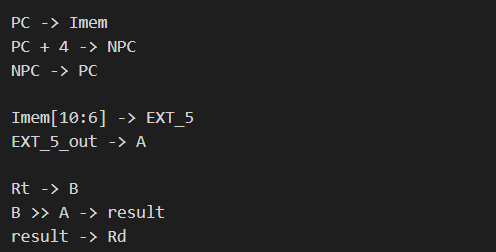 PC -> Imem
PC + 4 -> NPC
NPC -> PC
Imem[10:6] -> EXT_5
EXT_5_out -> A
Rt -> B
B >> A -> result
result -> Rd